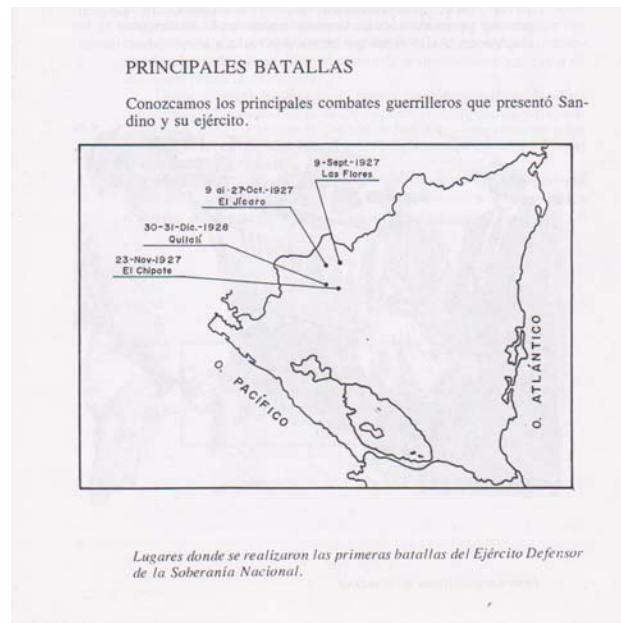 PRINCIPALES BATALLAS
Conozcamos los principales combates guerrilleros que presentó San-
dino y su ejército.
9-Sept.-1927
Las Flores
9 al 27-Oct.-1927
El Jícaro
30-31-Dic.-1928
Quilalí
23-Nov-1927
El Chipote
O. PACÍFICO
O. ATLÁNTICO
Lugares donde se realizaron las primeras batallas del Ejército Defensor
de la Soberanía Nacional.